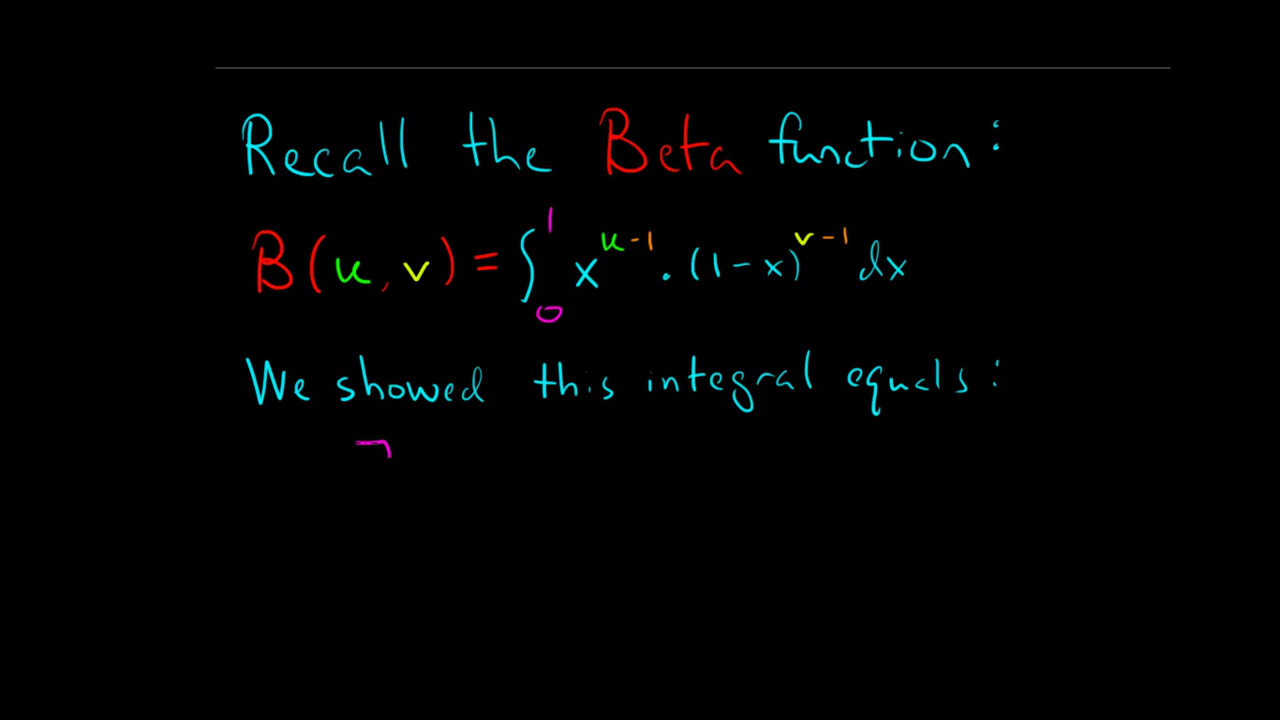 Recall the Beta function:
B(u,v) = ∫₀¹ x^(u-1) · (1-x)^(v-1) dx
We showed this integral equals: